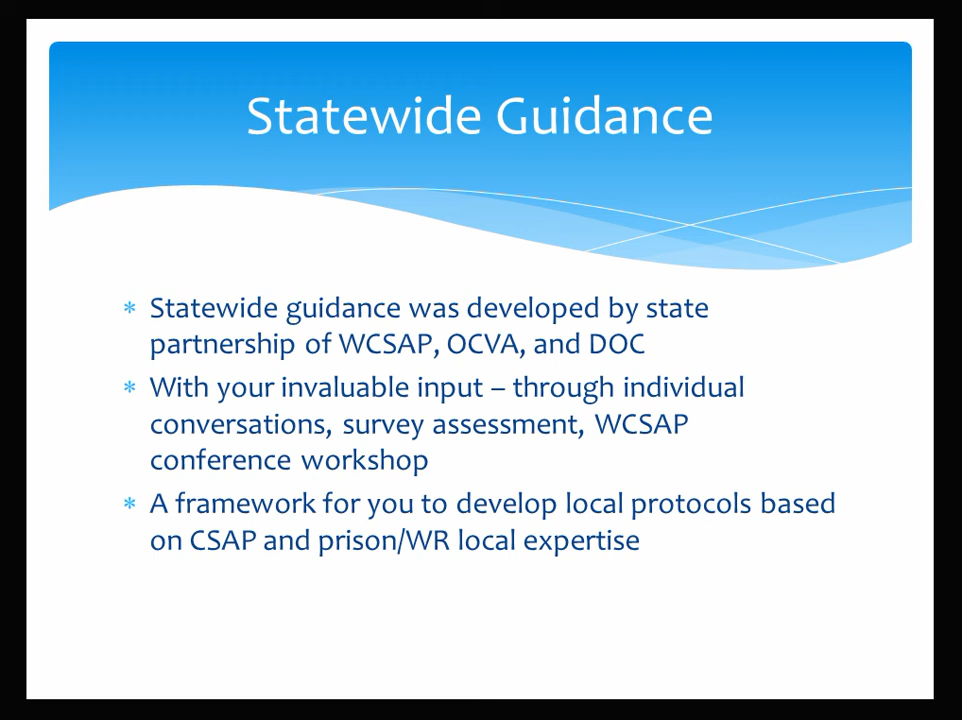 Statewide Guidance
* Statewide guidance was developed by state
partnership of WCSAP, OCVA, and DOC
* With your invaluable input – through individual
conversations, survey assessment, WCSAP
conference workshop
* A framework for you to develop local protocols based
on CSAP and prison/WR local expertise